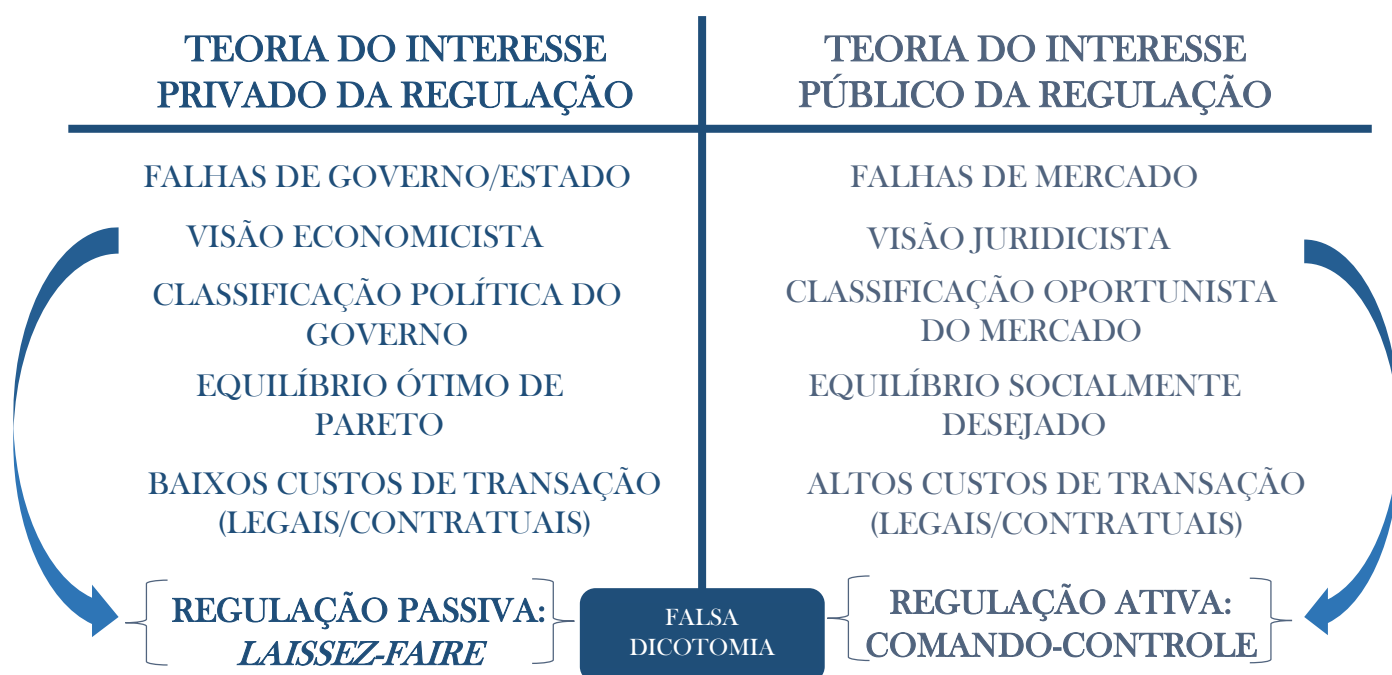 TEORIA DO INTERESSE
PRIVADO DA REGULAÇÃO
FALHAS DE GOVERNO/ESTADO
VISÃO ECONOMICISTA
CLASSIFICAÇÃO POLÍTICA DO
GOVERNO
EQUILÍBRIO ÓTIMO DE
PARETO
BAIXOS CUSTOS DE TRANSAÇÃO
(LEGAIS/CONTRATUAIS)
REGULAÇÃO PASSIVA:
LAISSEZ-FAIRE
TEORIA DO INTERESSE
PÚBLICO DA REGULAÇÃO
FALHAS DE MERCADO
VISÃO JURIDICISTA
CLASSIFICAÇÃO OPORTUNISTA
DO MERCADO
EQUILÍBRIO SOCIALMENTE
DESEJADO
ALTOS CUSTOS DE TRANSAÇÃO
(LEGAIS/CONTRATUAIS)
REGULAÇÃO ATIVA:
COMANDO-CONTROLE
FALSA
DICOTOMIA